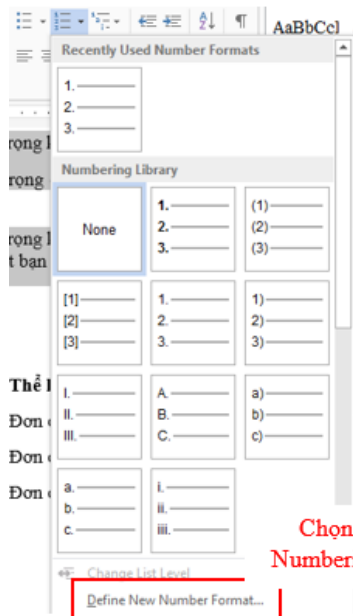 AaBbCcl
Recently Used Number Formats
1.
2.
3.
Numbering Library
None
1.
2.
3.
(1)
(2)
(3)
[1]
[2]
[3]
1.
2.
3.
1)
2)
3)
I.
II.
III.
A.
B.
C.
a)
b)
c)
a.
b.
c.
i.
ii.
iii.
Change List Level
Define New Number Format...
rọng
rọng
rọng
t bạn
Thể
Đơn
Đơn
Đơn
Chọn
Number